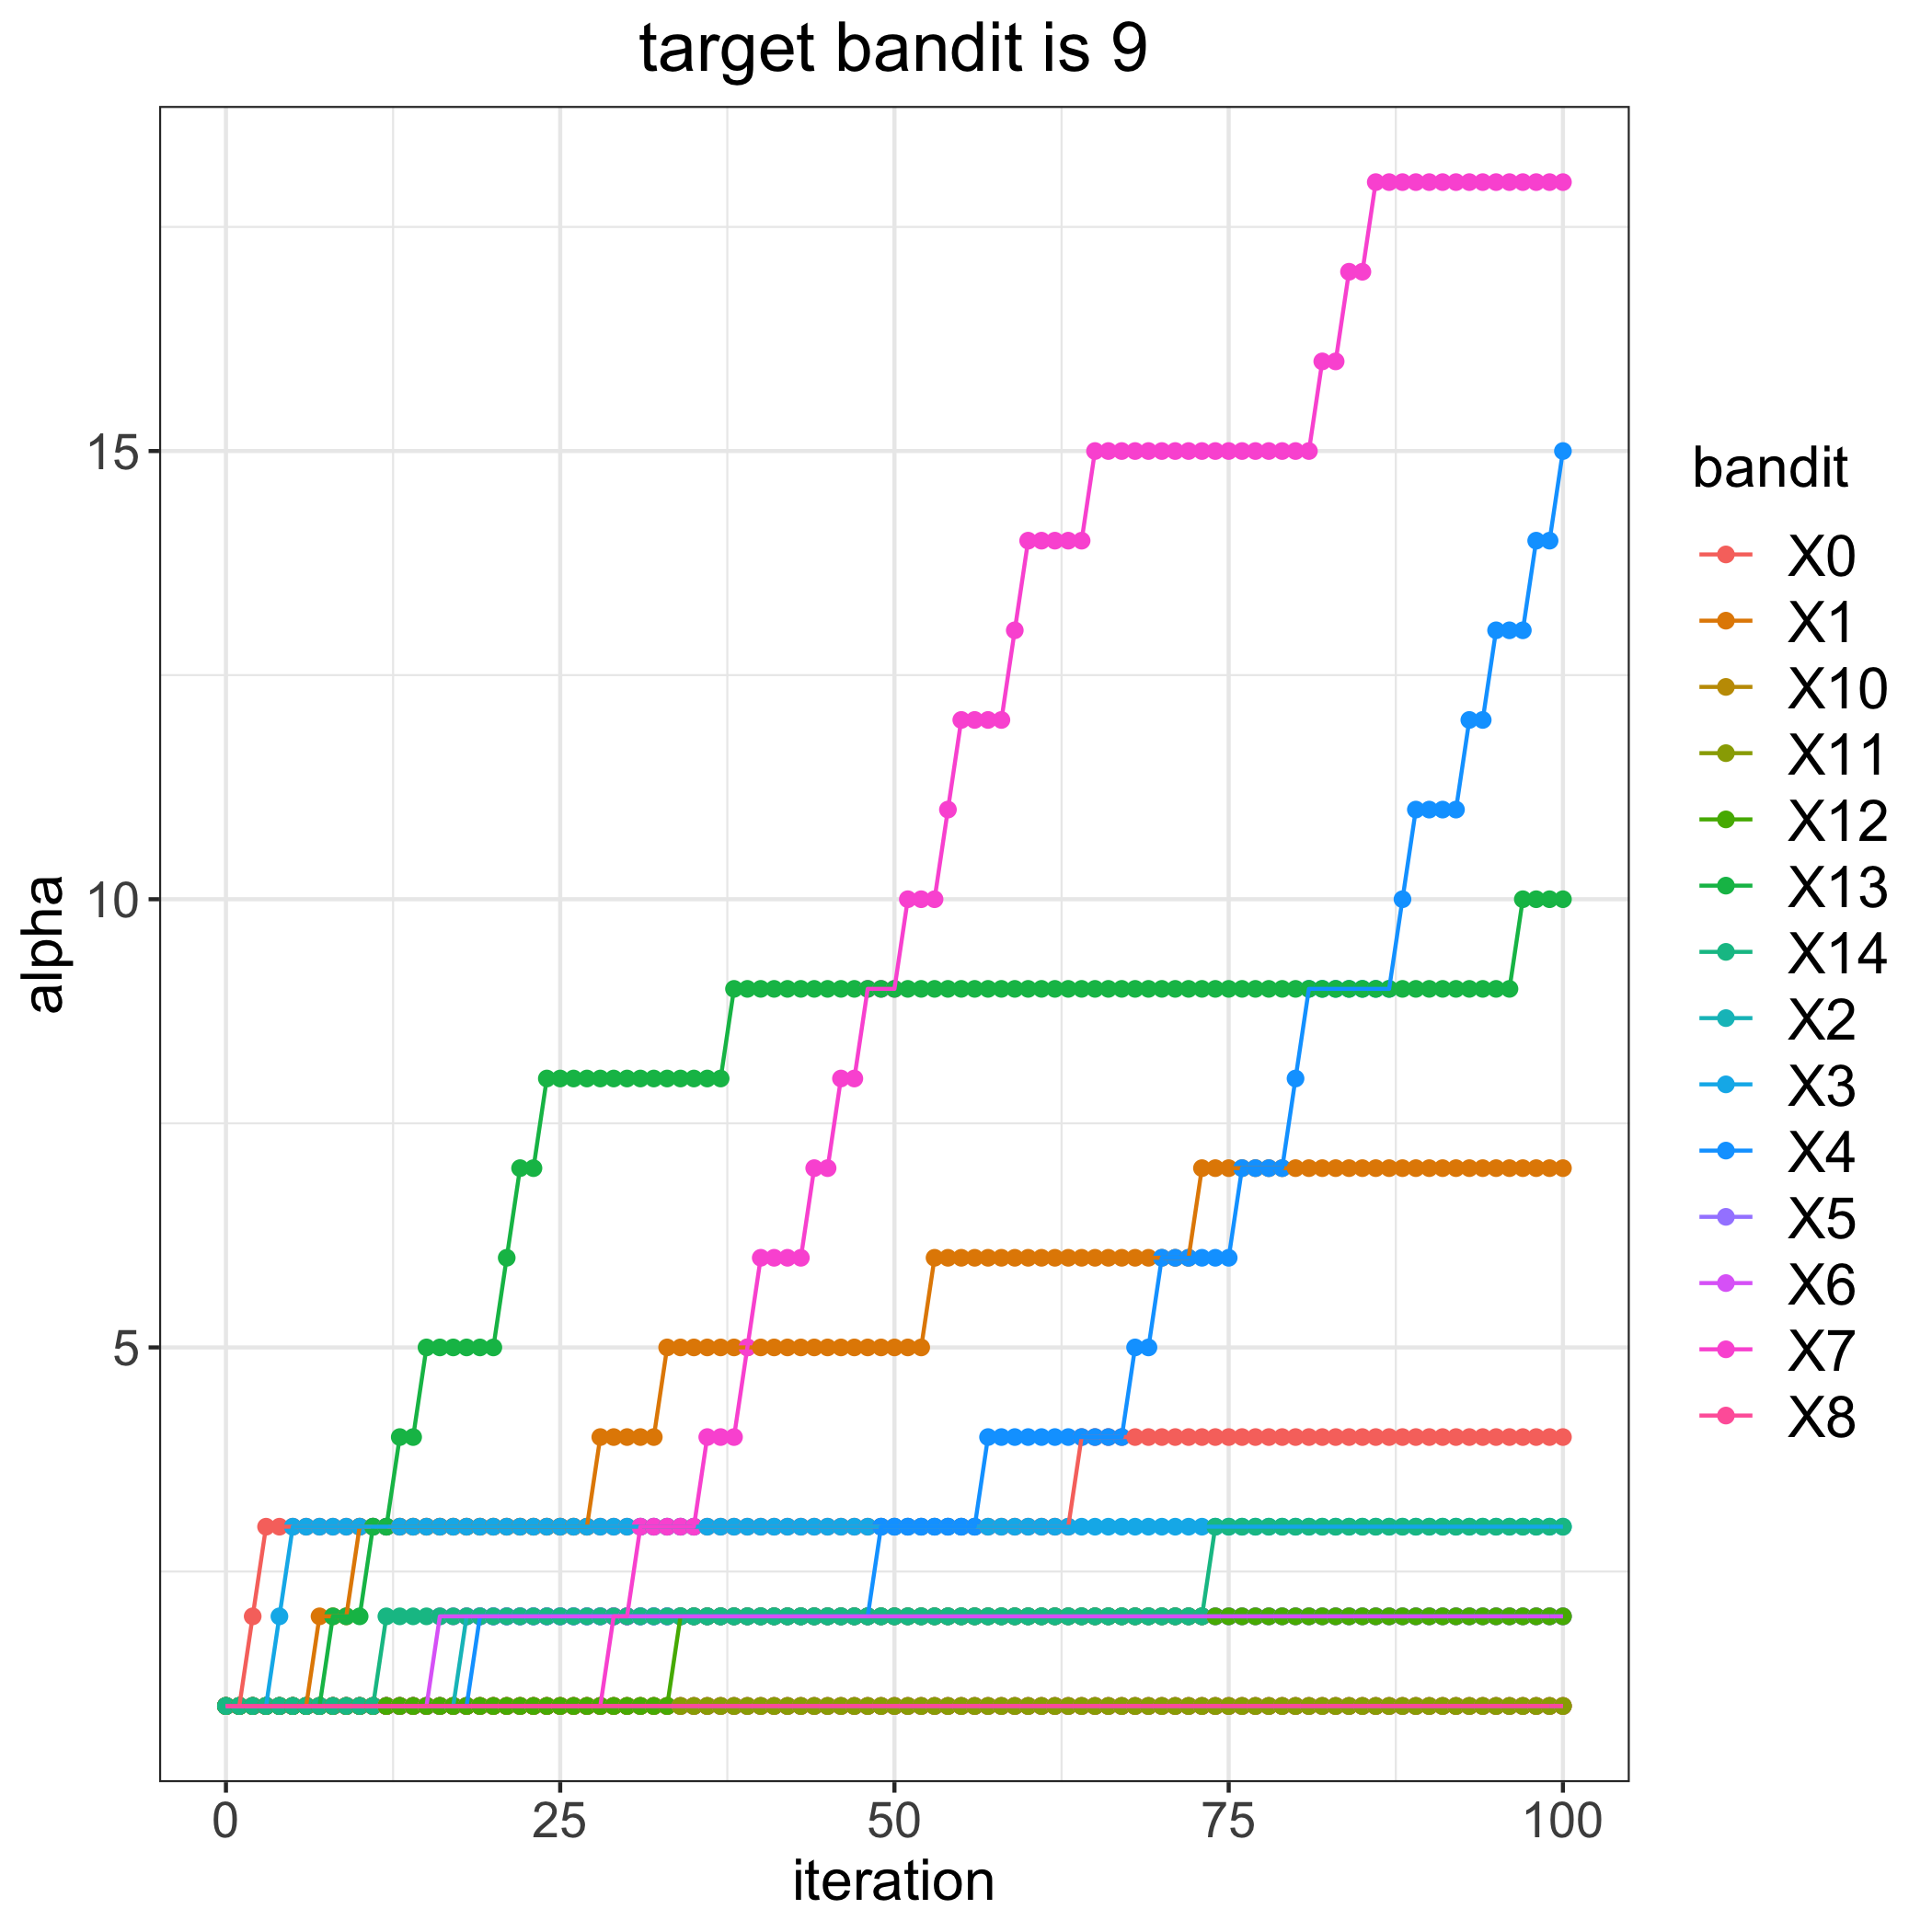 target bandit is 9
15
10
5
alpha
0 25 50 75 100
iteration
bandit
X0
X1
X10
X11
X12
X13
X14
X2
X3
X4
X5
X6
X7
X8